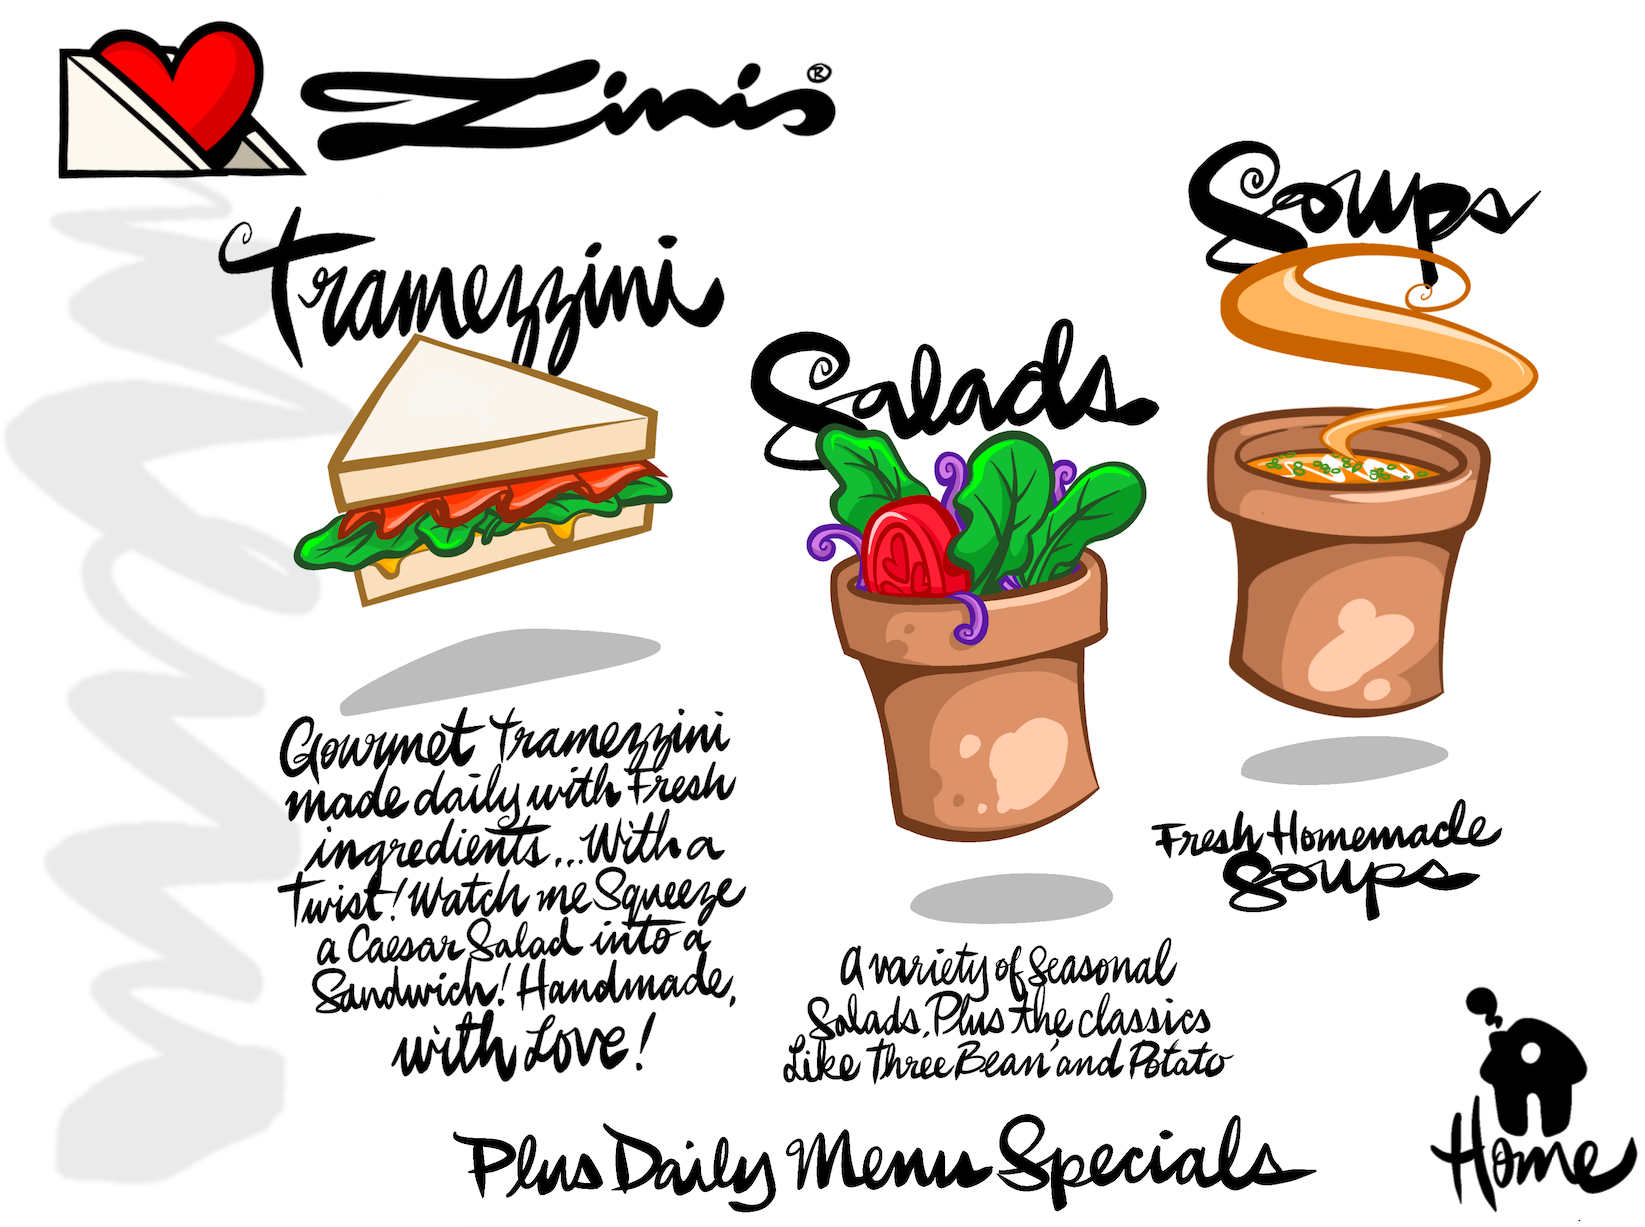 Zinis®
Tramezzini
Salads
Soups
Gourmet Tramezzini
made daily with Fresh
ingredients... With a
Twist! Watch me Squeeze
a Caesar Salad into a
Sandwich! Handmade,
with Love!
A variety of Seasonal
Salads, Plus the classics
Like Three Bean and Potato
Fresh Homemade
Soups
Plus Daily Menu Specials
Home